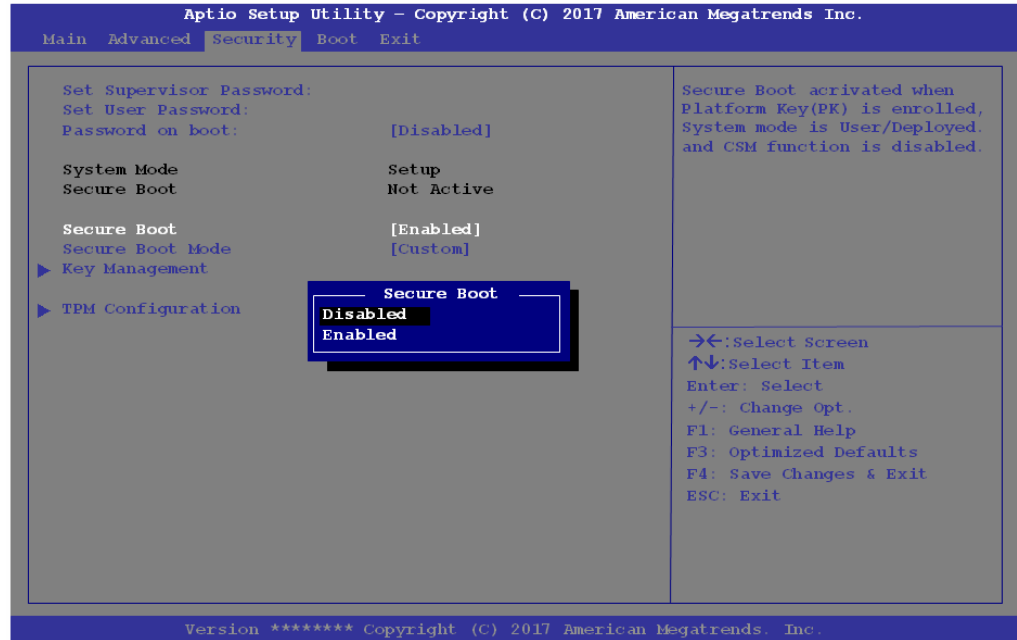 Aptio Setup Utility – Copyright (C) 2017 American Megatrends Inc.
Main Advanced Security Boot Exit
Set Supervisor Password:
Set User Password:
Password on boot: [Disabled]
System Mode Setup
Secure Boot Not Active
Secure Boot [Enabled]
Secure Boot Mode [Custom]
Key Management
TPM Configuration
Secure Boot
Disabled
Enabled
Secure Boot acrivated when
Platform Key(PK) is enrolled,
System mode is User/Deployed.
and CSM function is disabled.
→←:Select Screen
↑↓:Select Item
Enter: Select
+/-: Change Opt.
F1: General Help
F3: Optimized Defaults
F4: Save Changes & Exit
ESC: Exit
Version ******** Copyright (C) 2017 American Megatrends. Inc.